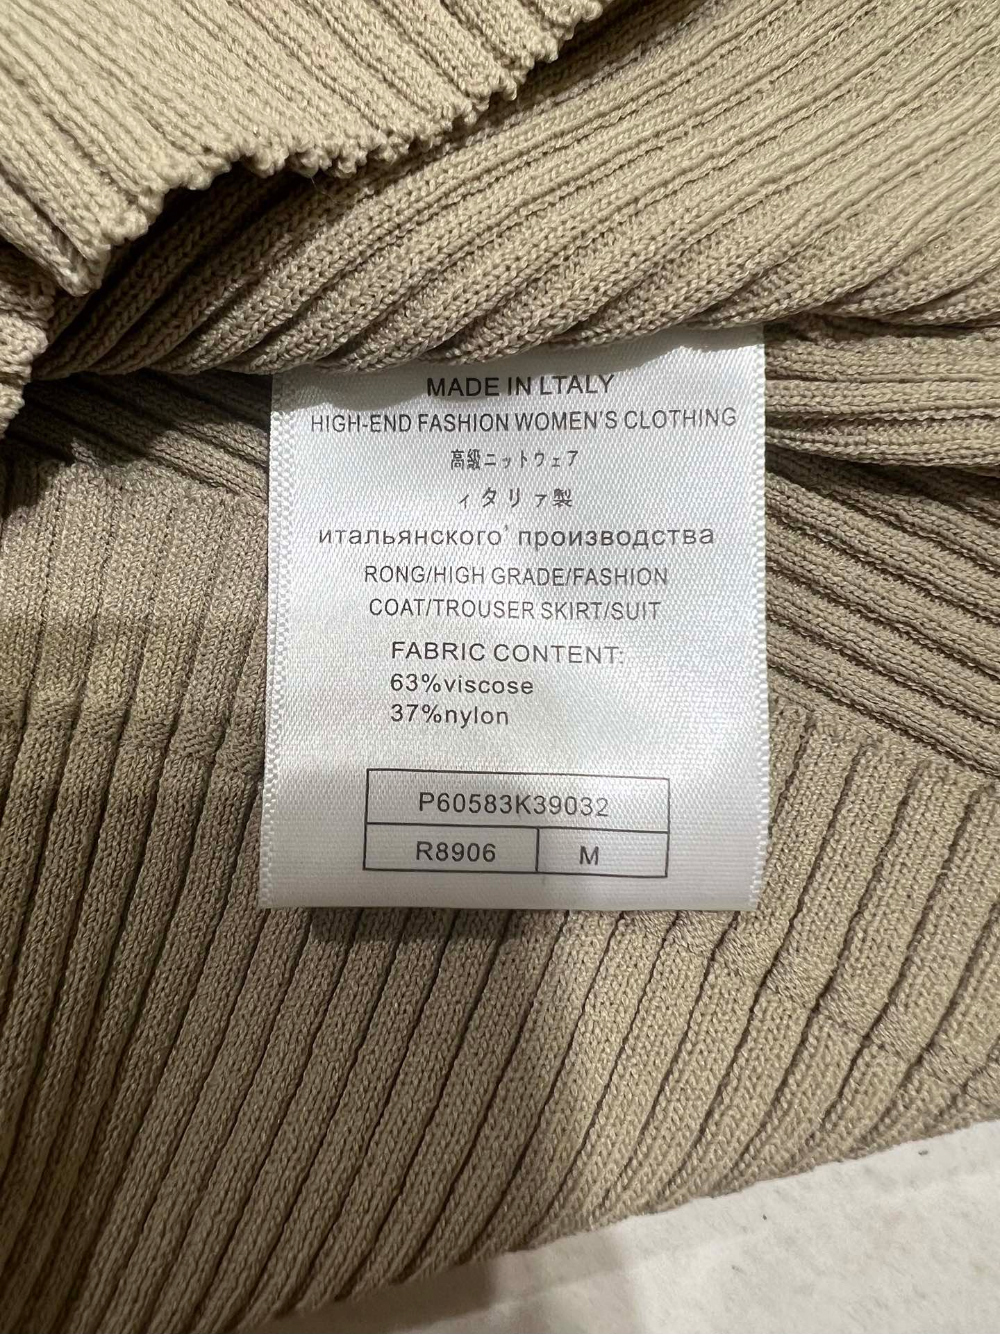 MADE IN LTALY
HIGH-END FASHION WOMEN'S CLOTHING
高級ニットウェア
ィタリァ製
итальянского' производства
RONG/HIGH GRADE/FASHION
COAT/TROUSER SKIRT/SUIT
FABRIC CONTENT:
63%viscose
37%nylon
P60583K39032
R8906 M